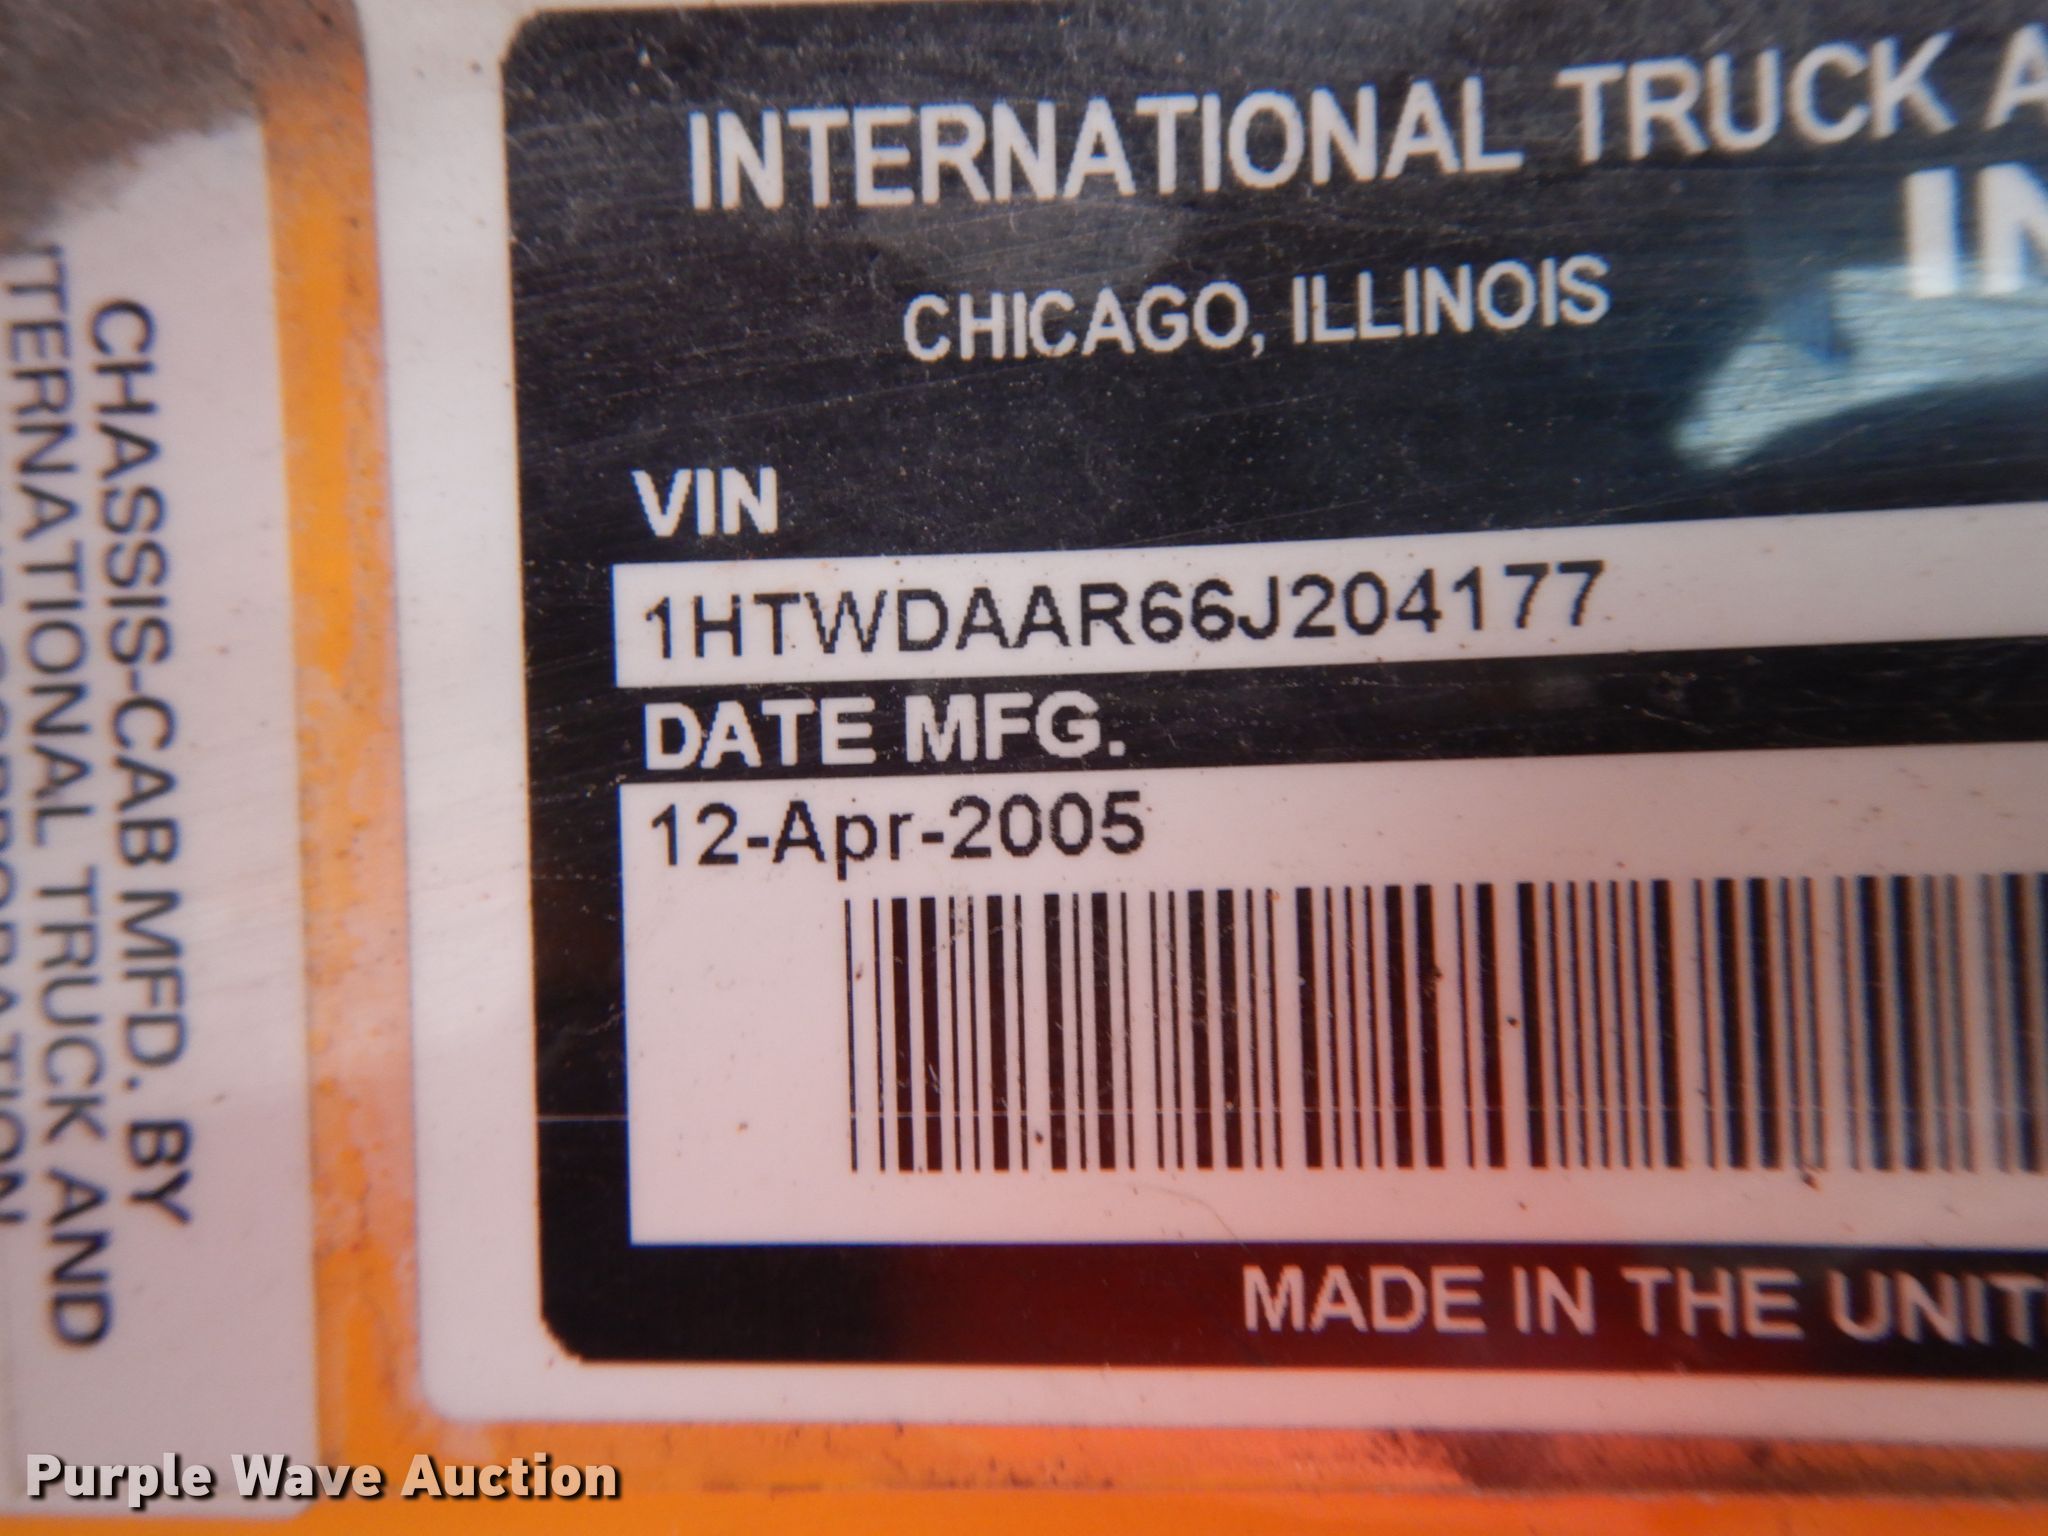 INTERNATIONAL TRUCK A
IN
CHICAGO, ILLINOIS
VIN
1HTWDAAR66J204177
DATE MFG.
12-Apr-2005
MADE IN THE UNIT
CHASSIS-CAB MFD. BY
TERNATIONAL TRUCK AND
Purple Wave Auction